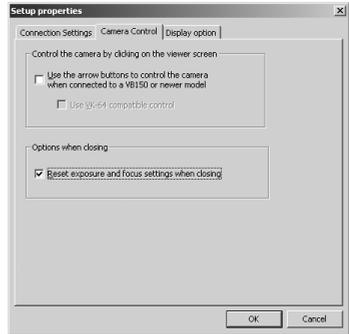 Setup properties
Connection Settings
Camera Control
Display option
Control the camera by clicking on the viewer screen
Use the arrow buttons to control the camera
when connected to a VB150 or newer model
Use VK-64 compatible control
Options when closing
Reset exposure and focus settings when closing
OK
Cancel